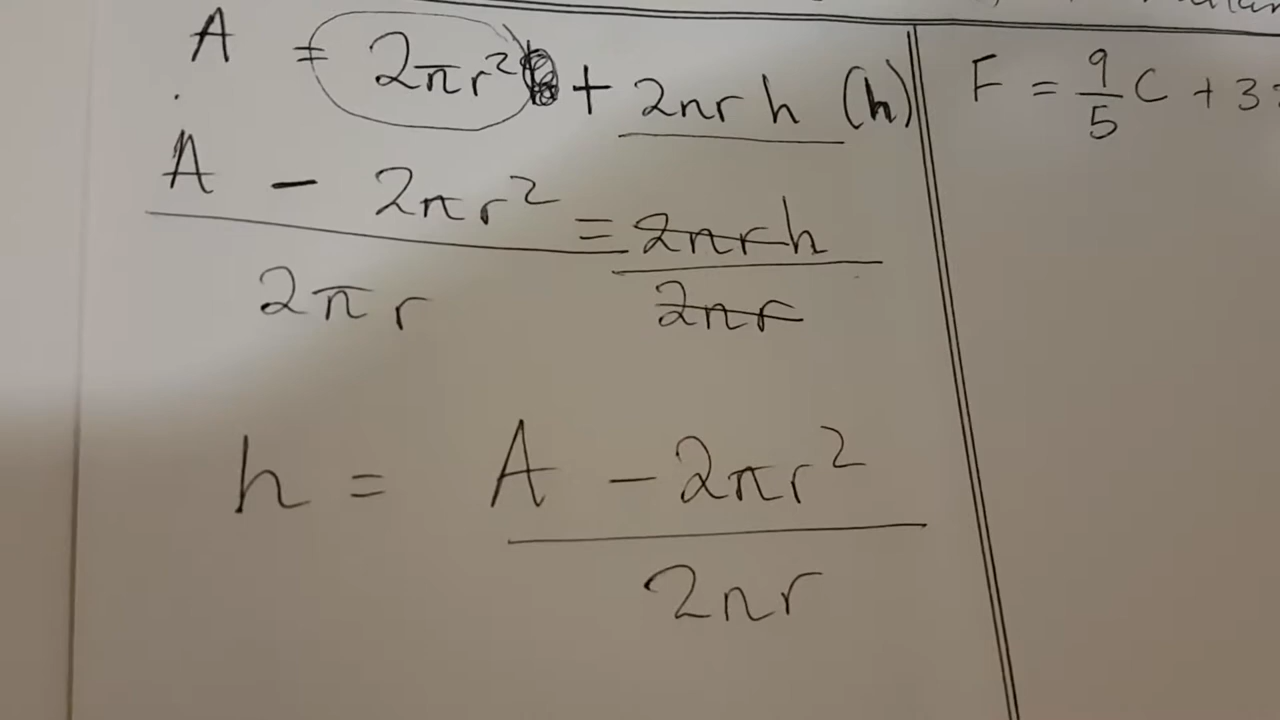 A = 2πr² + 2πrh (h)
A - 2πr² = 2πrh
2πr 2πr
h = A - 2πr²
2πr
F = 9/5 C + 3